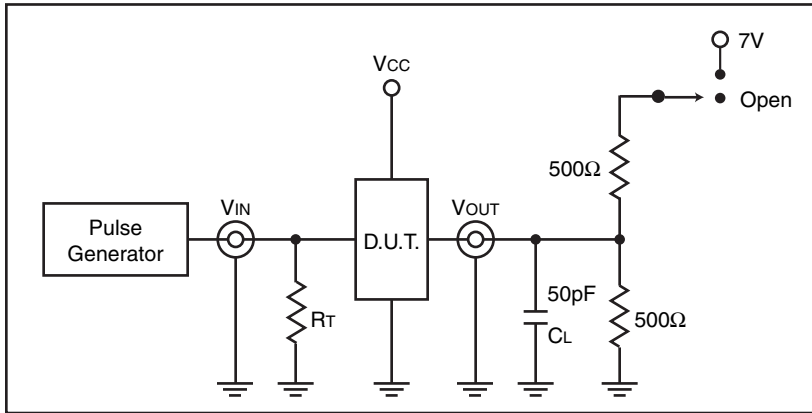 7V
Open
VCC
500Ω
VIN
VOUT
Pulse
Generator
D.U.T.
50pF
CL
RT
500Ω